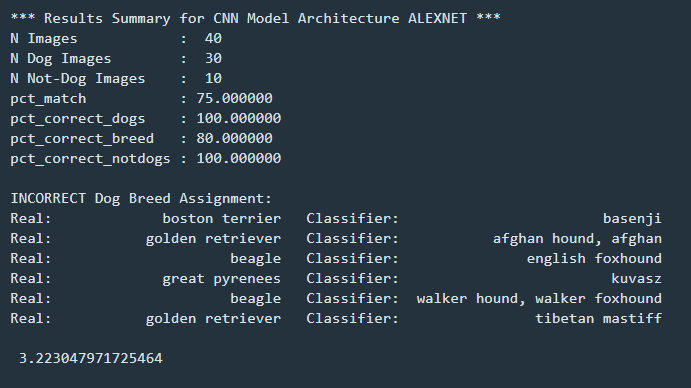 *** Results Summary for CNN Model Architecture ALEXNET ***
N Images             :  40
N Dog Images         :  30
N Not-Dog Images     :  10
pct_match            : 75.000000
pct_correct_dogs     : 100.000000
pct_correct_breed    : 80.000000
pct_correct_notdogs : 100.000000
INCORRECT Dog Breed Assignment:
Real:             boston terrier   Classifier:                        basenji
Real:           golden retriever   Classifier:           afghan hound, afghan
Real:                     beagle   Classifier:               english foxhound
Real:             great pyrenees   Classifier:                         kuvasz
Real:                     beagle   Classifier:  walker hound, walker foxhound
Real:           golden retriever   Classifier:                tibetan mastiff
3.223047971725464